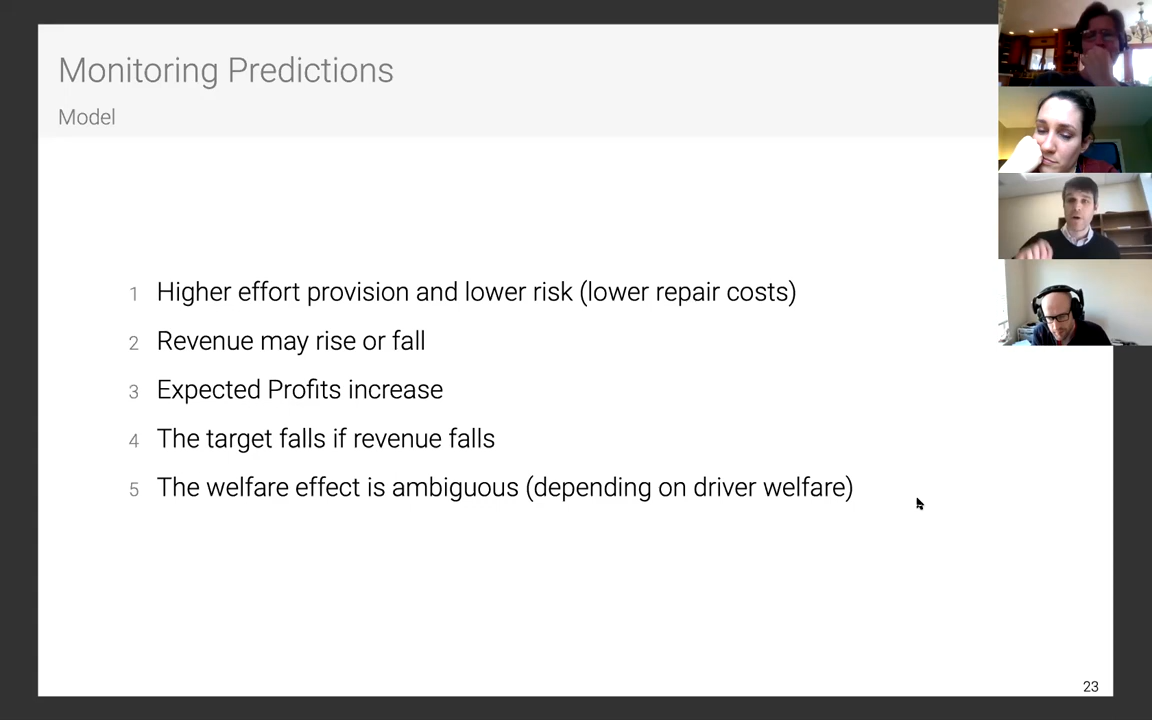 Monitoring Predictions
Model
1 Higher effort provision and lower risk (lower repair costs)
2 Revenue may rise or fall
3 Expected Profits increase
4 The target falls if revenue falls
5 The welfare effect is ambiguous (depending on driver welfare)
23